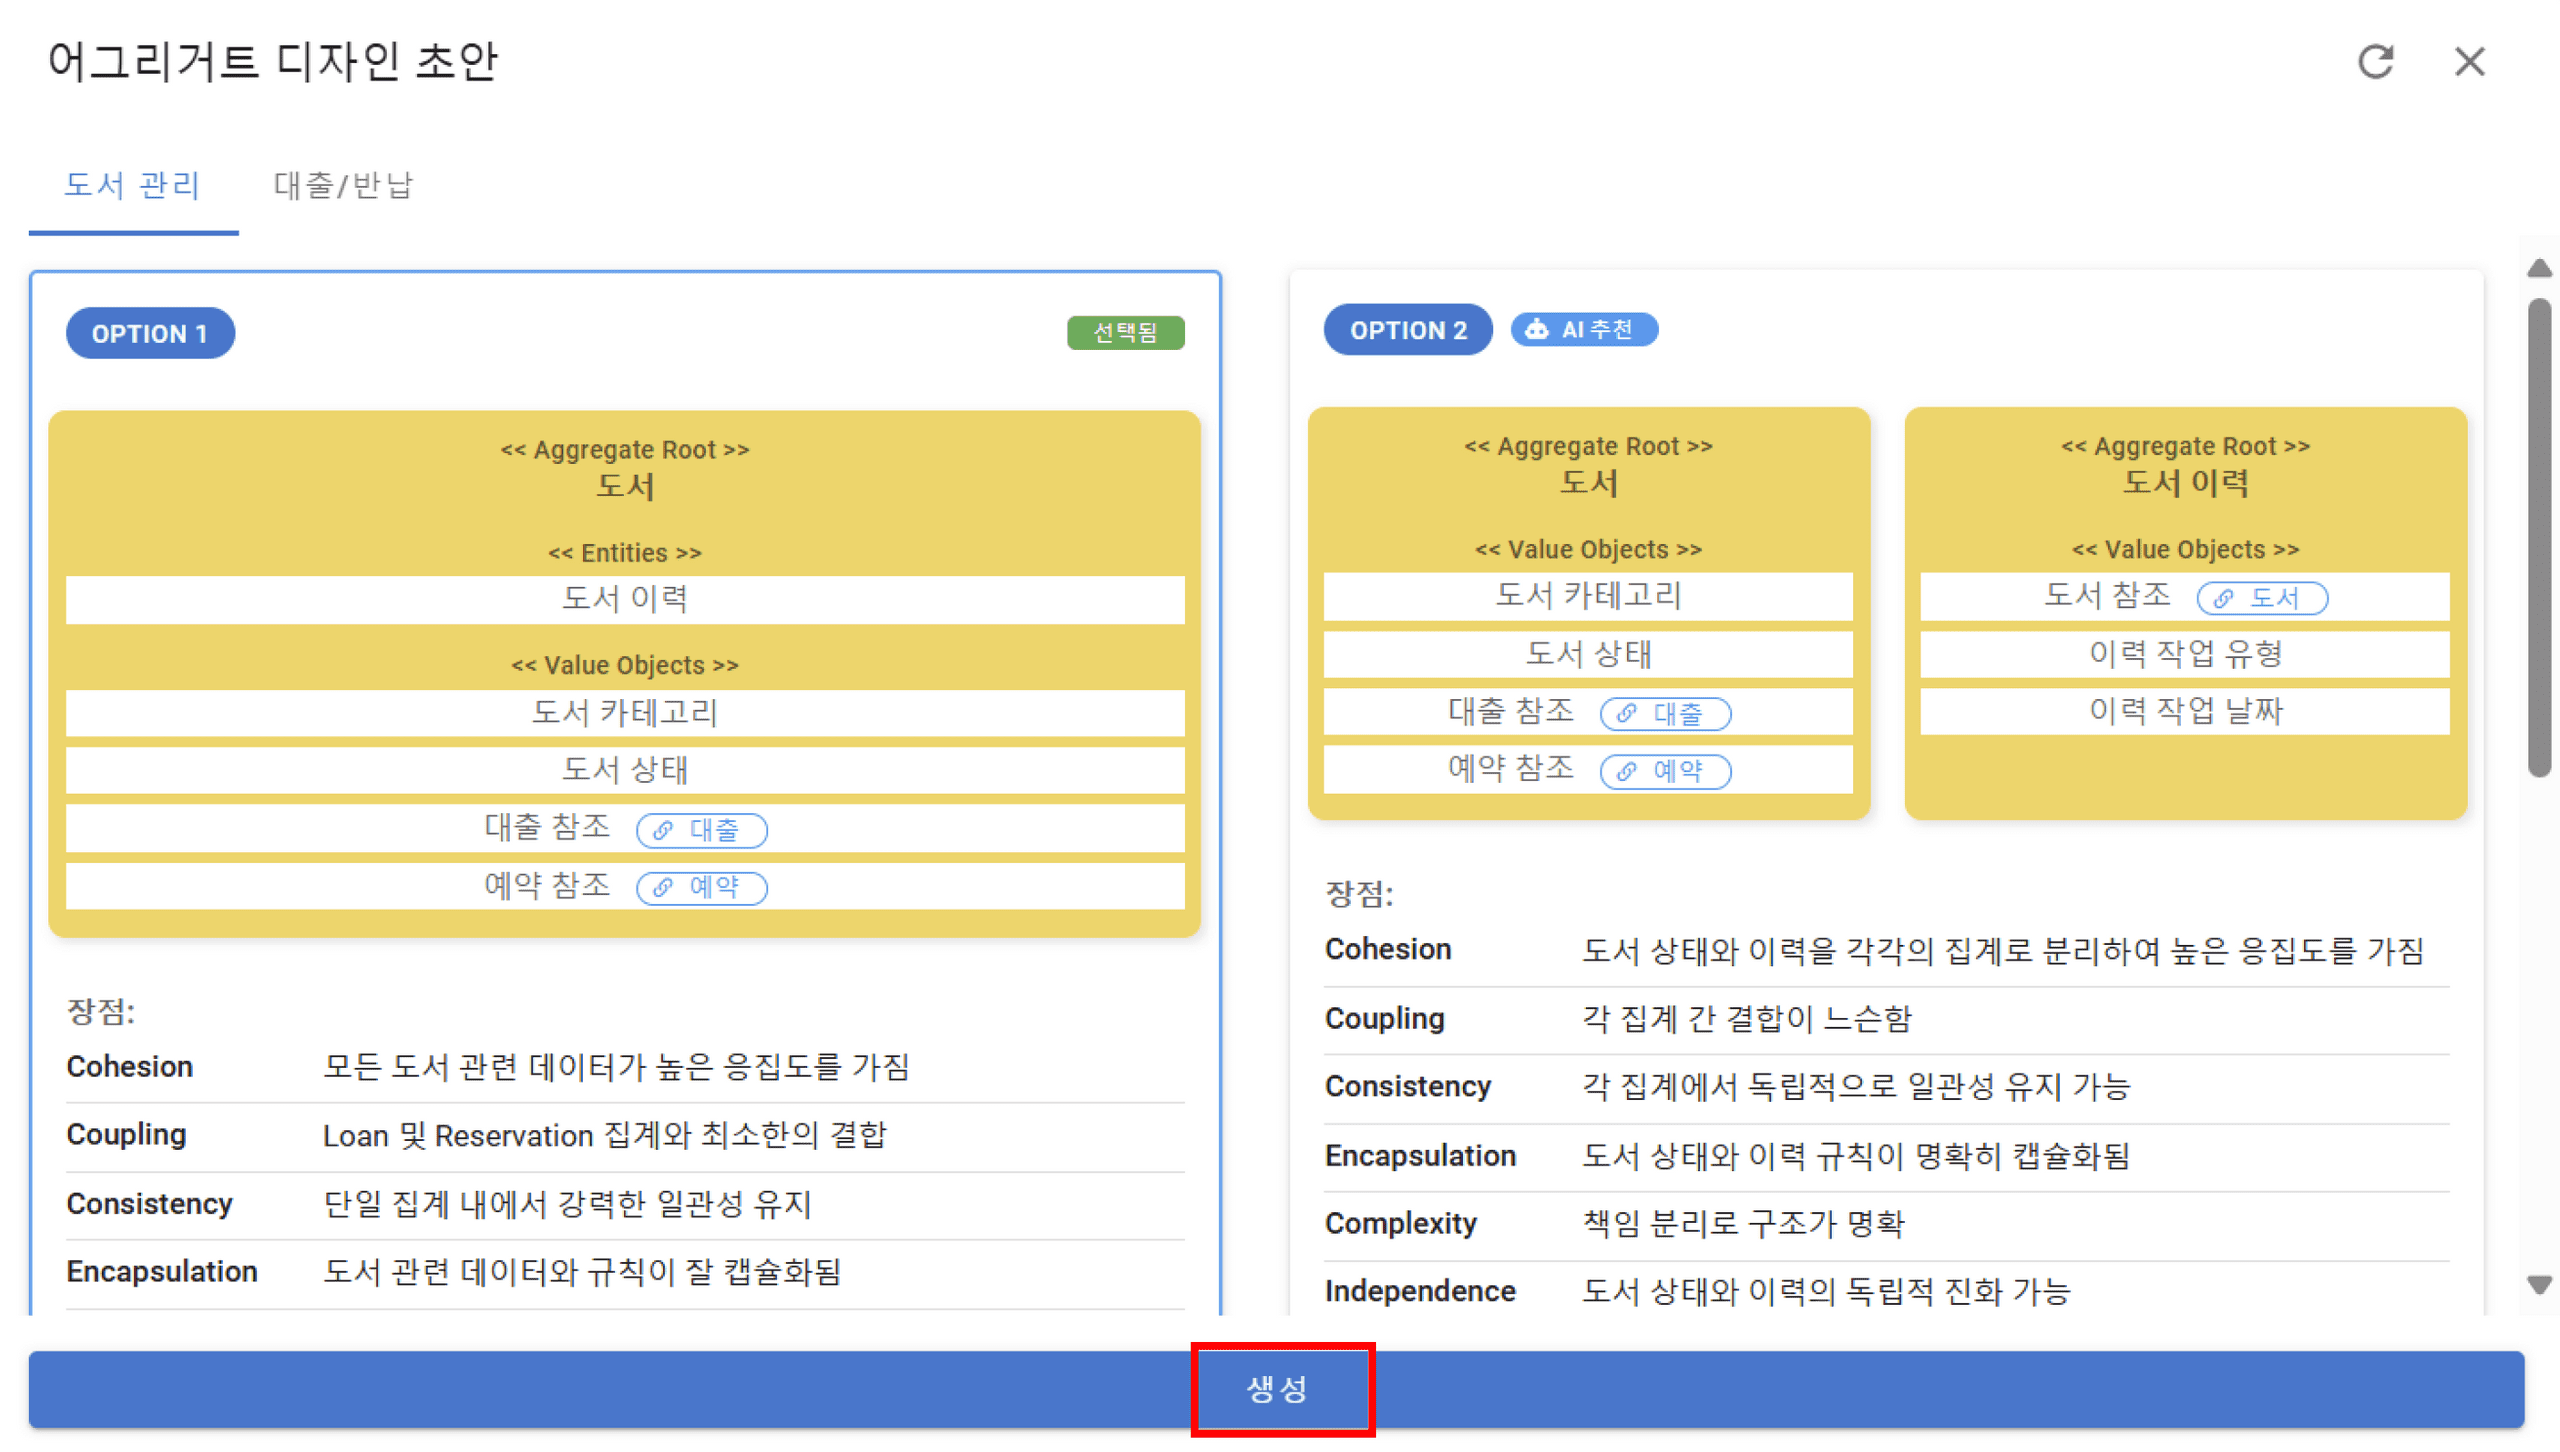 어그리거트 디자인 초안
도서 관리
대출/반납
OPTION 1
선택됨
<< Aggregate Root >>
도서
<< Entities >>
도서 이력
<< Value Objects >>
도서 카테고리
도서 상태
대출 참조 대출
예약 참조 예약
장점:
Cohesion 모든 도서 관련 데이터가 높은 응집도를 가짐
Coupling Loan 및 Reservation 집계와 최소한의 결합
Consistency 단일 집계 내에서 강력한 일관성 유지
Encapsulation 도서 관련 데이터와 규칙이 잘 캡슐화됨
OPTION 2
AI 추천
<< Aggregate Root >>
도서
<< Value Objects >>
도서 카테고리
도서 상태
대출 참조 대출
예약 참조 예약
<< Aggregate Root >>
도서 이력
<< Value Objects >>
도서 참조 도서
이력 작업 유형
이력 작업 날짜
장점:
Cohesion 도서 상태와 이력을 각각의 집계로 분리하여 높은 응집도를 가짐
Coupling 각 집계 간 결합이 느슨함
Consistency 각 집계에서 독립적으로 일관성 유지 가능
Encapsulation 도서 상태와 이력 규칙이 명확히 캡슐화됨
Complexity 책임 분리로 구조가 명확
Independence 도서 상태와 이력의 독립적 진화 가능
생성